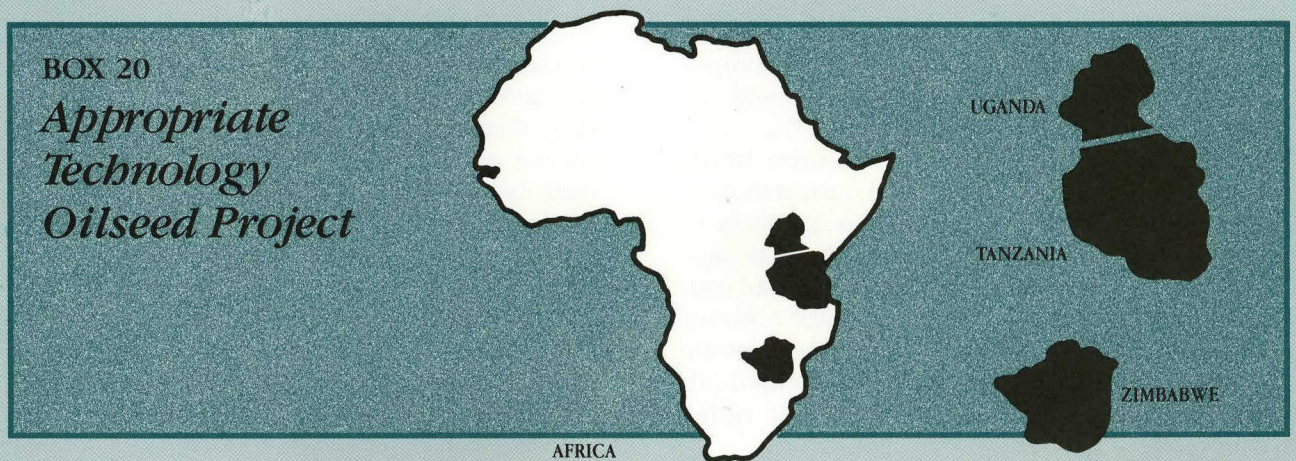 BOX 20
Appropriate
Technology
Oilseed Project
UGANDA
TANZANIA
ZIMBABWE
AFRICA